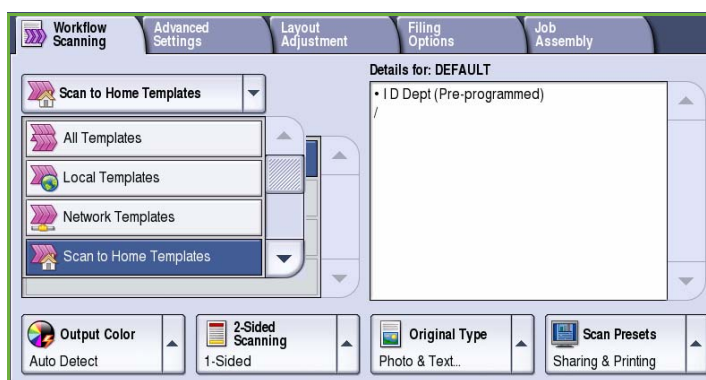 Workflow
Scanning
Advanced
Settings
Layout
Adjustment
Filing
Options
Job
Assembly
Scan to Home Templates
All Templates
Local Templates
Network Templates
Scan to Home Templates
Details for: DEFAULT
• I D Dept (Pre-programmed)
/
Output Color
Auto Detect
2-Sided
Scanning
1-Sided
Original Type
Photo & Text...
Scan Presets
Sharing & Printing